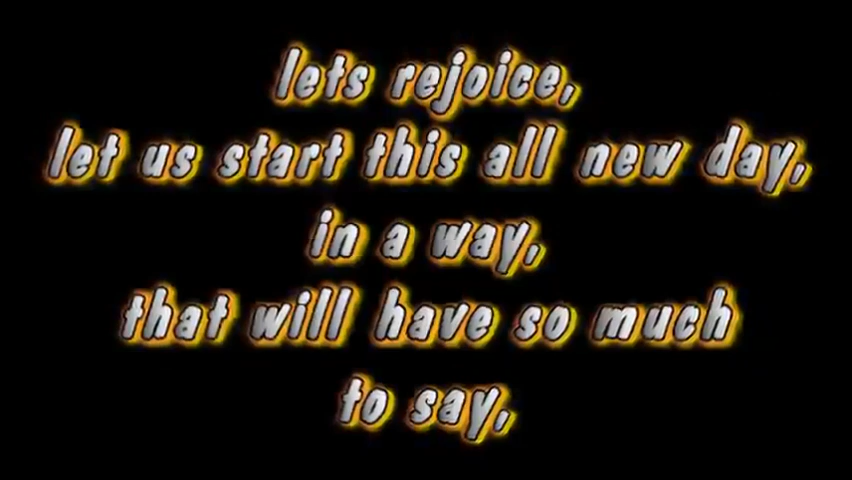 lets rejoice,
let us start this all new day,
in a way,
that will have so much
to say,